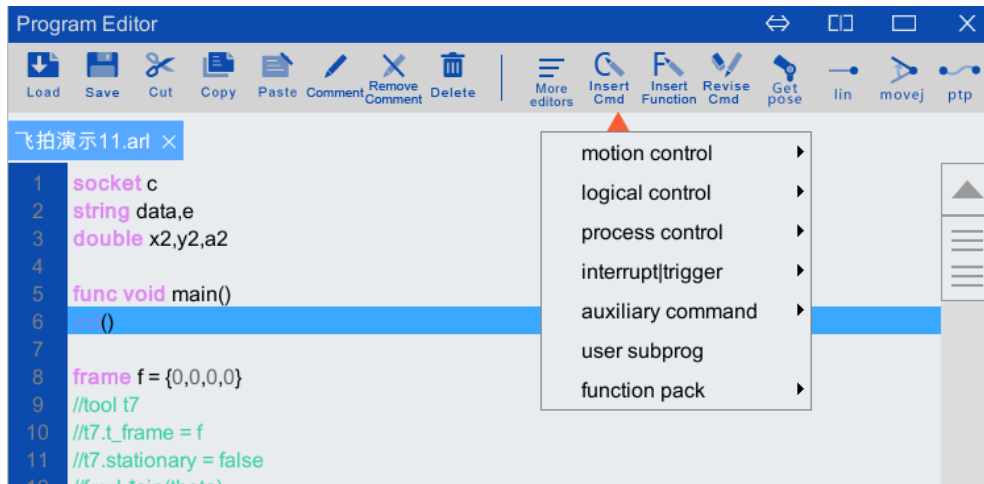 Program Editor
Load Save Cut Copy Paste Comment Remove Comment Delete More editors Insert Cmd Insert Function Revise Cmd Get pose lin movej ptp
飞拍演示11.arl
motion control
logical control
process control
interrupt|trigger
auxiliary command
user subprog
function pack
1 socket c
2 string data,e
3 double x2,y2,a2
4
5 func void main()
6 init()
7
8 frame f = {0,0,0,0}
9 //tool t7
10 //t7.t_frame = f
11 //t7.stationary = false